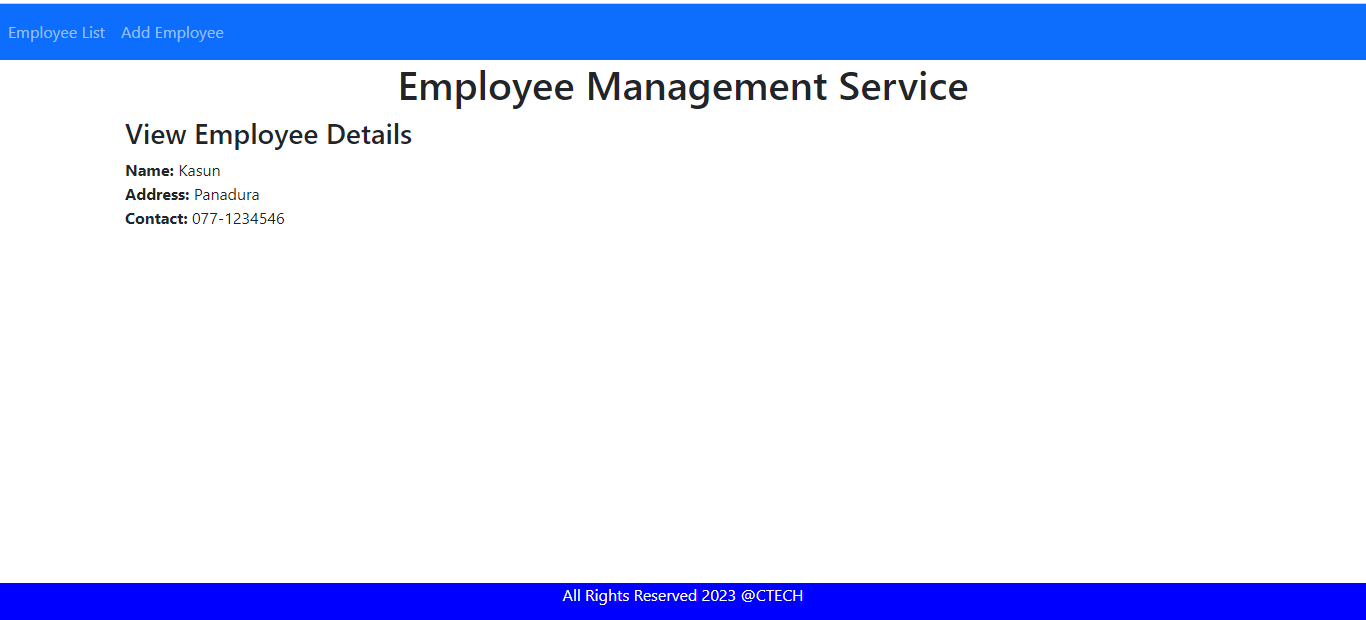 Employee List Add Employee
Employee Management Service
View Employee Details
Name: Kasun
Address: Panadura
Contact: 077-1234546
All Rights Reserved 2023 @CTECH